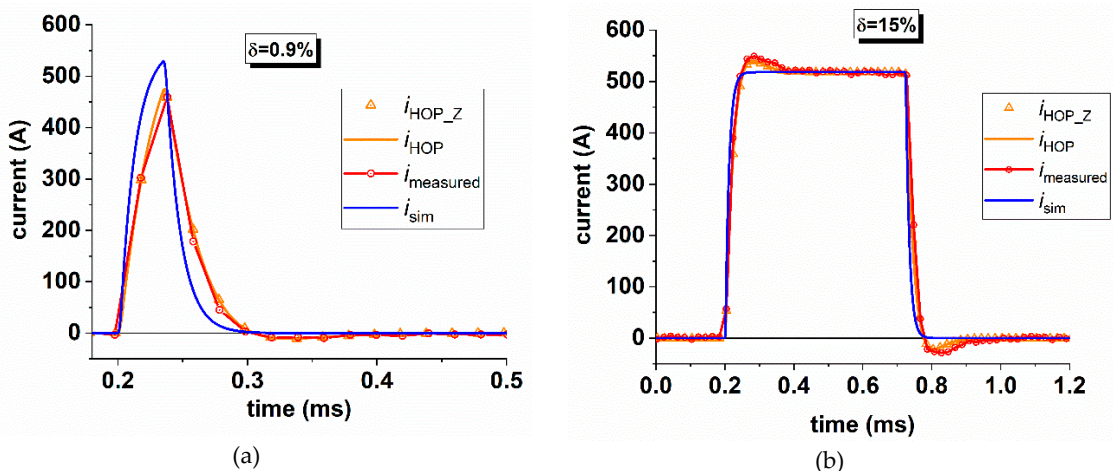 600
500
400
300
200
100
0
current (A)
0.2
0.3
0.4
0.5
time (ms)
δ=0.9%
iHOP_Z
iHOP
imeasured
isim
(a)
600
500
400
300
200
100
0
current (A)
0.0
0.2
0.4
0.6
0.8
1.0
1.2
time (ms)
δ=15%
iHOP_Z
iHOP
imeasured
isim
(b)